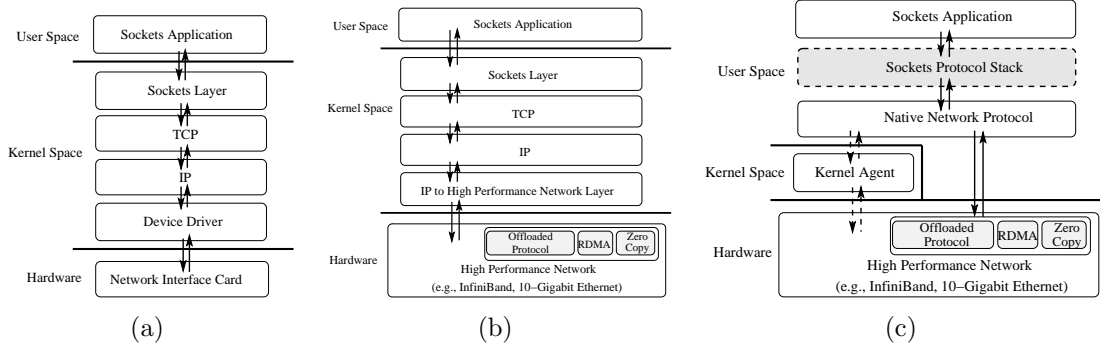 User Space
Sockets Application
Sockets Layer
TCP
Kernel Space
IP
Device Driver
Hardware
Network Interface Card
(a)
User Space
Sockets Application
Sockets Layer
Kernel Space
TCP
IP
IP to High Performance Network Layer
Offloaded
Protocol
RDMA
Zero
Copy
Hardware
High Performance Network
(e.g., InfiniBand, 10−Gigabit Ethernet)
(b)
Sockets Application
User Space
Sockets Protocol Stack
Native Network Protocol
Kernel Space
Kernel Agent
Offloaded
Protocol
RDMA
Zero
Copy
Hardware
High Performance Network
(e.g., InfiniBand, 10−Gigabit Ethernet)
(c)